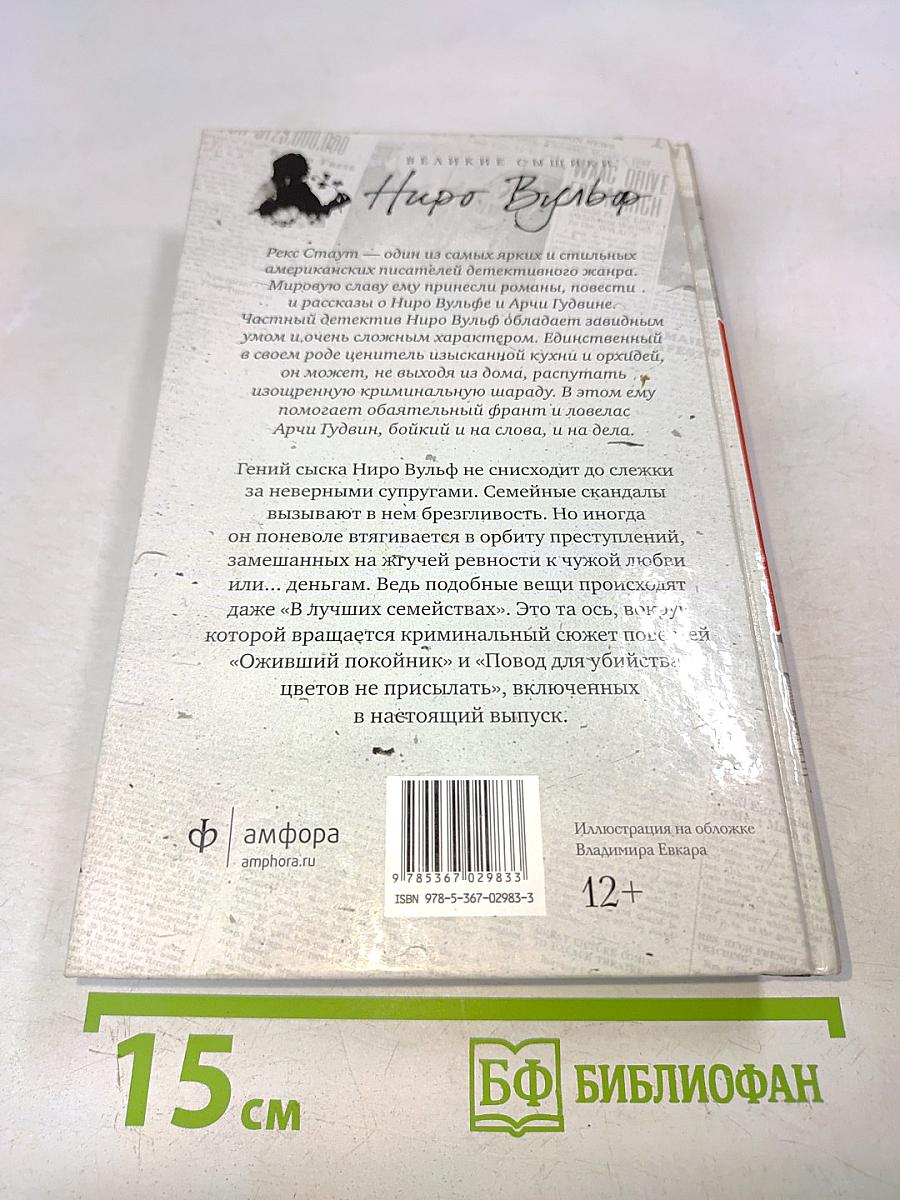 ВЕЛИКИЕ СЫЩИКИ
Ниро Вульф
Рекс Стаут — один из самых ярких и стильных
американских писателей детективного жанра.
Мировую славу ему принесли романы, повести
и рассказы о Ниро Вульфе и Арчи Гудвине.
Частный детектив Ниро Вульф обладает завидным
умом и очень сложным характером. Единственный
в своем роде ценитель изысканной кухни и орхидей,
он может, не выходя из дома, распутать
изощренную криминальную шараду. В этом ему
помогает обаятельный франт и ловелас
Арчи Гудвин, бойкий и на слова, и на дела.
Гений сыска Ниро Вульф не снисходит до слежки
за неверными супругами. Семейные скандалы
вызывают в нем брезгливость. Но иногда
он поневоле втягивается в орбиту преступлений,
замешанных на жгучей ревности к чужой любви
или... деньгам. Ведь подобные вещи происходят
даже «В лучших семействах». Это та ось, вокруг
которой вращается криминальный сюжет повестей
«Оживший покойник» и «Повод для убийства
цветов не присылать», включенных
в настоящий выпуск.
ф амфора
amphora.ru
9 785367 029833
ISBN 978-5-367-02983-3
Иллюстрация на обложке
Владимира Евкара
12+
15 см
БФ БИБЛИОФАН